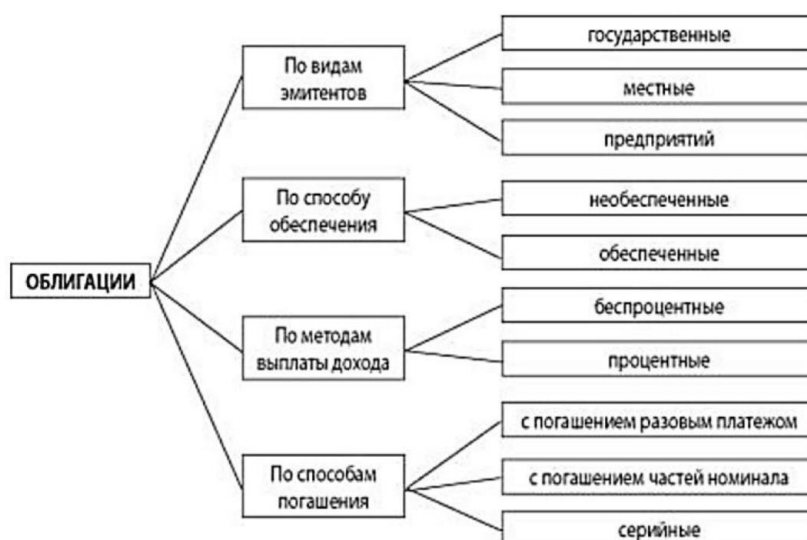 ОБЛИГАЦИИ
По видам
эмитентов
государственные
местные
предприятий
По способу
обеспечения
необеспеченные
обеспеченные
По методам
выплаты дохода
беспроцентные
процентные
По способам
погашения
с погашением разовым платежом
с погашением частей номинала
серийные